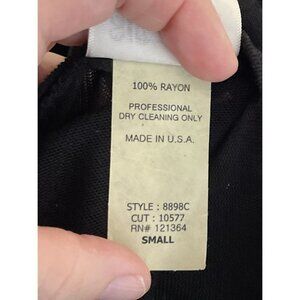 100% RAYON
PROFESSIONAL
DRY CLEANING ONLY
MADE IN U.S.A.
STYLE : 8898C
CUT : 10577
RN# 121364
SMALL